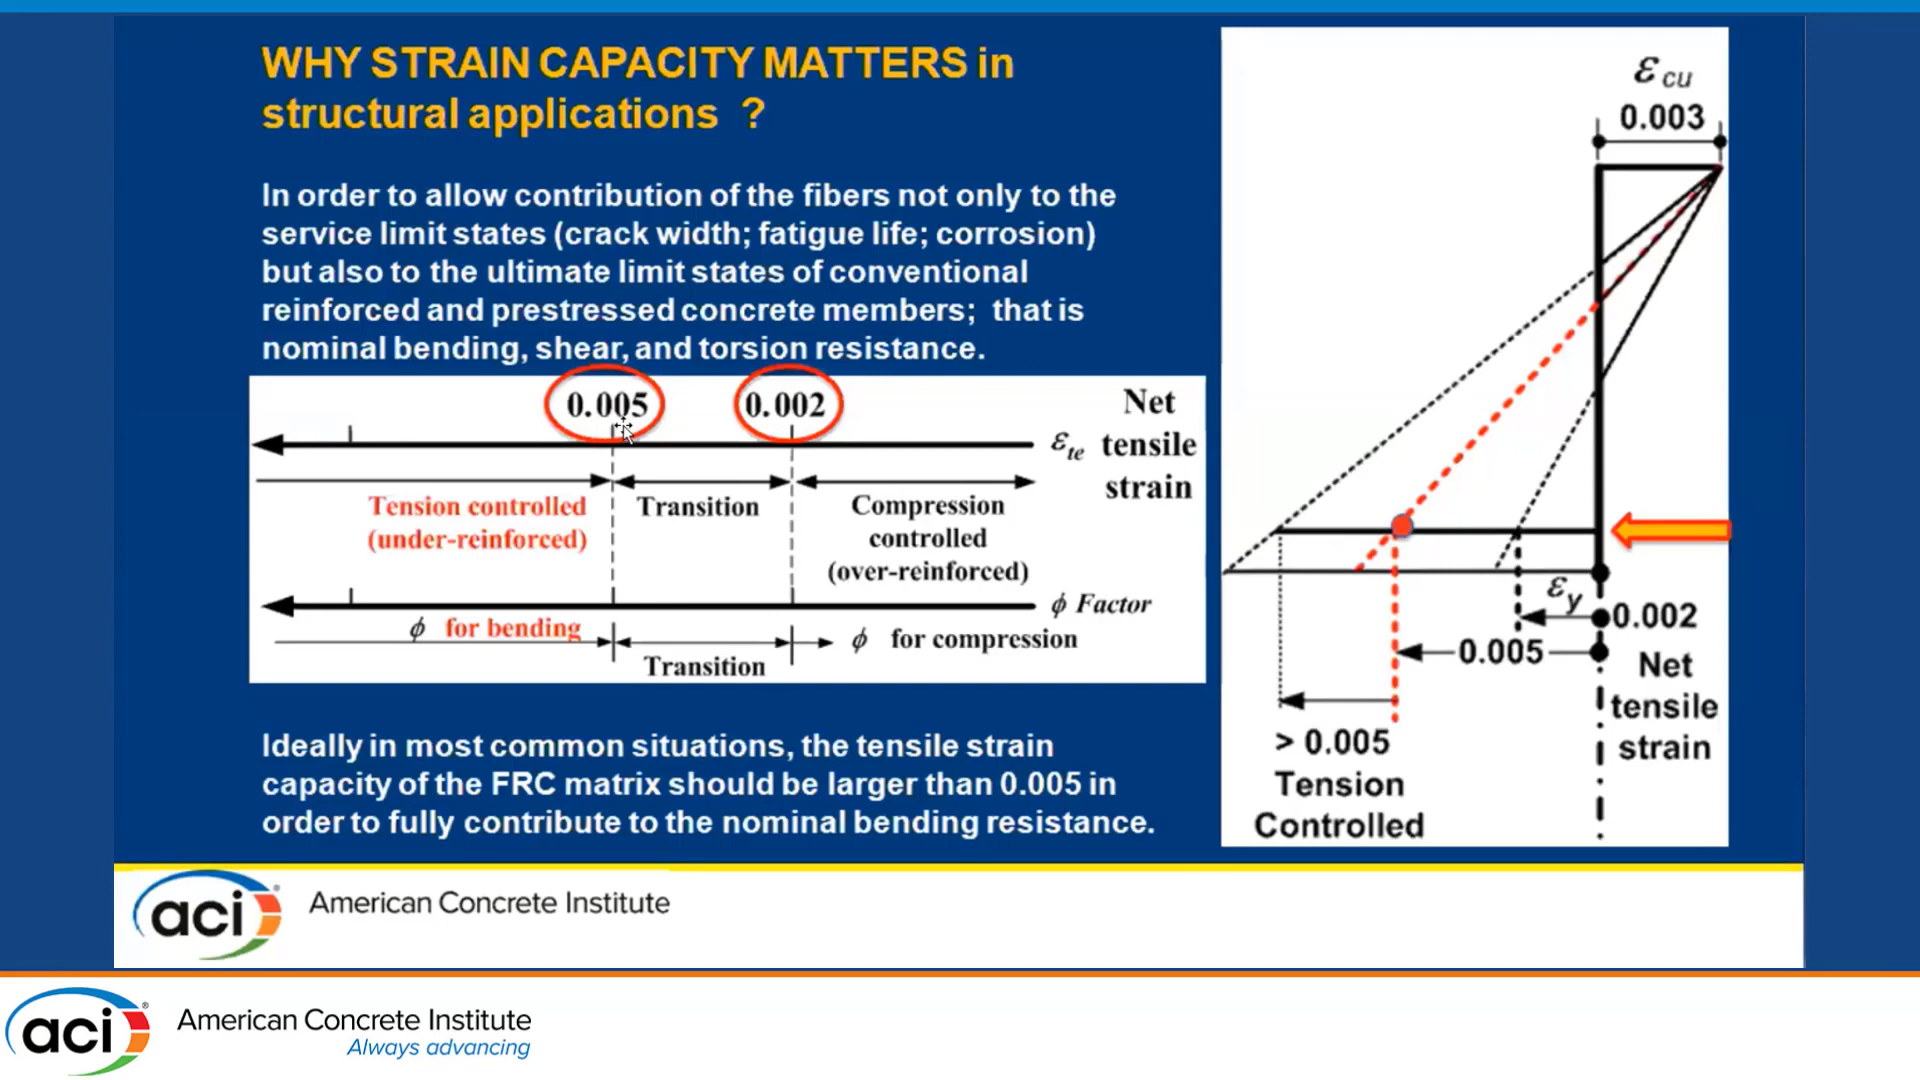 WHY STRAIN CAPACITY MATTERS in
structural applications ?
In order to allow contribution of the fibers not only to the
service limit states (crack width; fatigue life; corrosion)
but also to the ultimate limit states of conventional
reinforced and prestressed concrete members; that is
nominal bending, shear, and torsion resistance.
0.005 0.002
Net
tensile
strain
εte
Tension controlled
(under-reinforced)
Transition
Compression
controlled
(over-reinforced)
ϕ Factor
ϕ for bending
Transition
ϕ for compression
Ideally in most common situations, the tensile strain
capacity of the FRC matrix should be larger than 0.005 in
order to fully contribute to the nominal bending resistance.
εcu
0.003
εy
0.002
0.005
Net
tensile
strain
> 0.005
Tension
Controlled
aci American Concrete Institute
aci American Concrete Institute
Always advancing